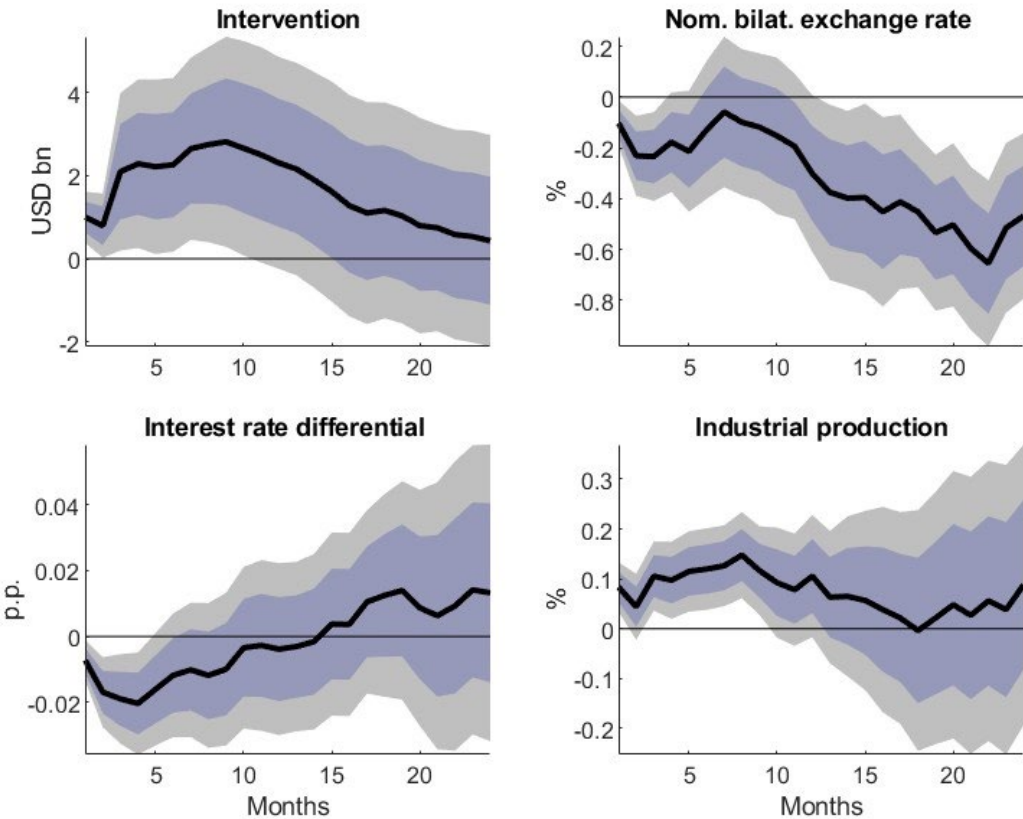 Intervention
USD bn
4
2
0
-2
5 10 15 20
Nom. bilat. exchange rate
%
0.2
0
-0.2
-0.4
-0.6
-0.8
5 10 15 20
Interest rate differential
p.p.
0.04
0.02
0
-0.02
5 10 15 20
Months
Industrial production
%
0.3
0.2
0.1
0
-0.1
-0.2
5 10 15 20
Months